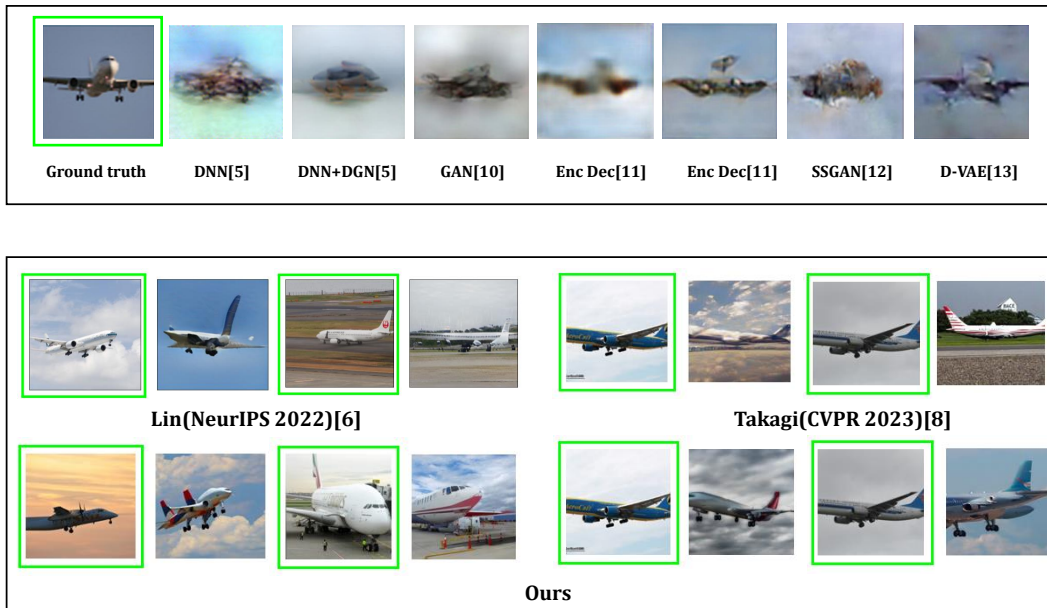 Ground truth DNN[5] DNN+DGN[5] GAN[10] Enc Dec[11] Enc Dec[11] SSGAN[12] D-VAE[13]
Lin(NeurIPS 2022)[6] Takagi(CVPR 2023)[8]
Ours